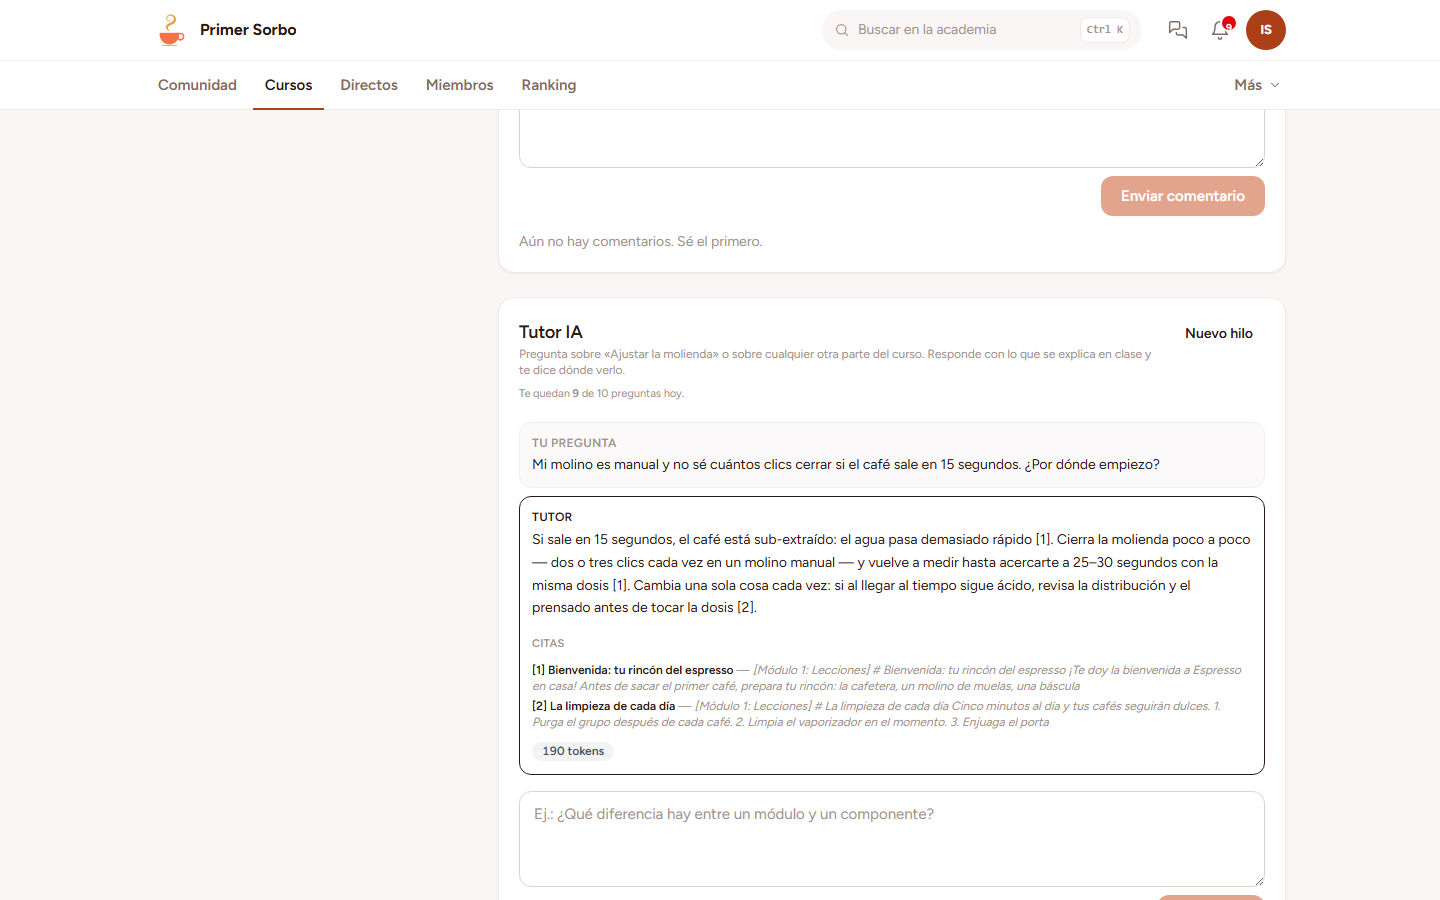 Primer Sorbo
Buscar en la academia
Ctrl K
9
IS
Comunidad
Cursos
Directos
Miembros
Ranking
Más
Enviar comentario
Aún no hay comentarios. Sé el primero.
Tutor IA
Nuevo hilo
Pregunta sobre «Ajustar la molienda» o sobre cualquier otra parte del curso. Responde con lo que se explica en clase y
te dice dónde verlo.
Te quedan 9 de 10 preguntas hoy.
TU PREGUNTA
Mi molino es manual y no sé cuántos clics cerrar si el café sale en 15 segundos. ¿Por dónde empiezo?
TUTOR
Si sale en 15 segundos, el café está sub-extraído: el agua pasa demasiado rápido [1]. Cierra la molienda poco a poco
— dos o tres clics cada vez en un molino manual — y vuelve a medir hasta acercarte a 25–30 segundos con la
misma dosis [1]. Cambia una sola cosa cada vez: si al llegar al tiempo sigue ácido, revisa la distribución y el
prensado antes de tocar la dosis [2].
CITAS
[1] Bienvenida: tu rincón del espresso — [Módulo 1: Lecciones] # Bienvenida: tu rincón del espresso ¡Te doy la bienvenida a Espresso
en casa! Antes de sacar el primer café, prepara tu rincón: la cafetera, un molino de muelas, una báscula
[2] La limpieza de cada día — [Módulo 1: Lecciones] # La limpieza de cada día Cinco minutos al día y tus cafés seguirán dulces. 1.
Purga el grupo después de cada café. 2. Limpia el vaporizador en el momento. 3. Enjuaga el porta
190 tokens
Ej.: ¿Qué diferencia hay entre un módulo y un componente?